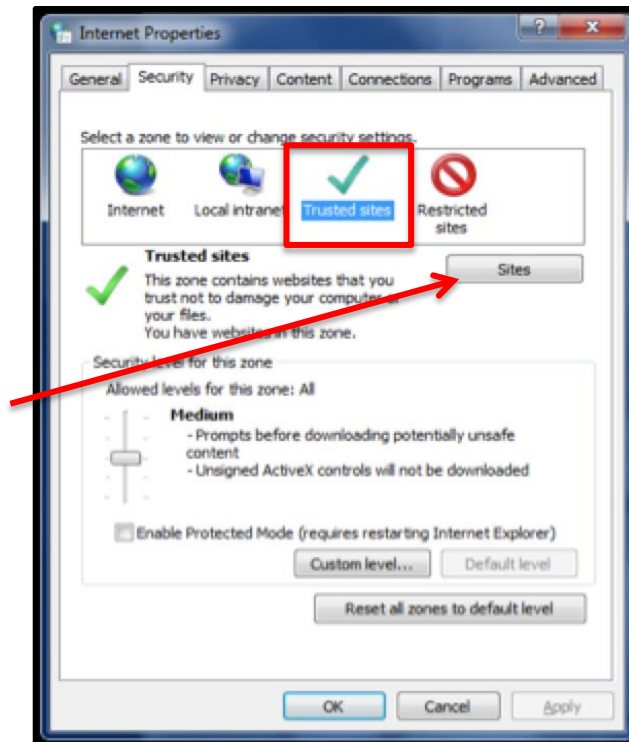 Internet Properties
General Security Privacy Content Connections Programs Advanced
Select a zone to view or change security settings.
Internet
Local intranet
Trusted sites
Restricted
sites
Trusted sites
Sites
This zone contains websites that you
trust not to damage your computer or
your files.
You have websites in this zone.
Security level for this zone
Allowed levels for this zone: All
Medium
- Prompts before downloading potentially unsafe
content
- Unsigned ActiveX controls will not be downloaded
Enable Protected Mode (requires restarting Internet Explorer)
Custom level... Default level
Reset all zones to default level
OK Cancel Apply